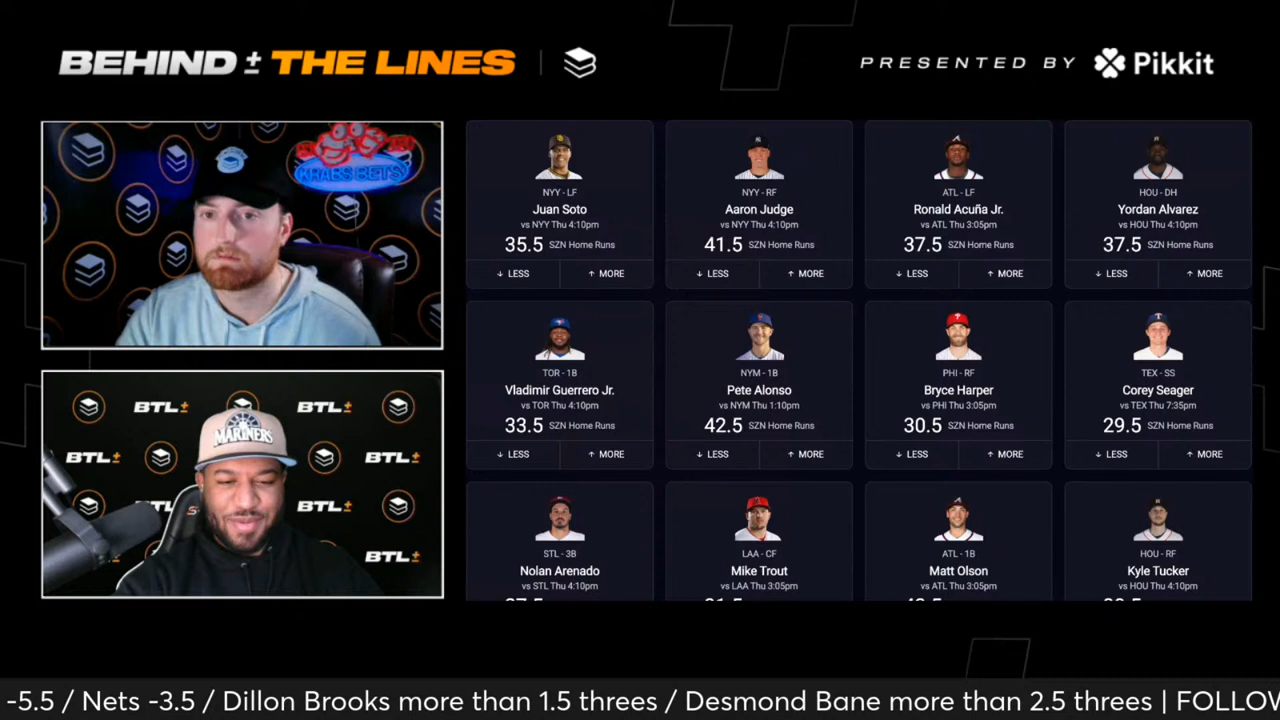 BEHIND ± THE LINES
PRESENTED BY Pikkit
KRABS BETS
NYY - LF
Juan Soto
vs NYY Thu 4:10pm
35.5 SZN Home Runs
↓ LESS ↑ MORE
NYY - RF
Aaron Judge
vs NYY Thu 4:10pm
41.5 SZN Home Runs
↓ LESS ↑ MORE
ATL - LF
Ronald Acuña Jr.
vs ATL Thu 3:05pm
37.5 SZN Home Runs
↓ LESS ↑ MORE
HOU - DH
Yordan Alvarez
vs HOU Thu 4:10pm
37.5 SZN Home Runs
↓ LESS ↑ MORE
TOR - 1B
Vladimir Guerrero Jr.
vs TOR Thu 4:10pm
33.5 SZN Home Runs
↓ LESS ↑ MORE
NYM - 1B
Pete Alonso
vs NYM Thu 1:10pm
42.5 SZN Home Runs
↓ LESS ↑ MORE
PHI - RF
Bryce Harper
vs PHI Thu 3:05pm
30.5 SZN Home Runs
↓ LESS ↑ MORE
TEX - SS
Corey Seager
vs TEX Thu 7:35pm
29.5 SZN Home Runs
↓ LESS ↑ MORE
STL - 3B
Nolan Arenado
vs STL Thu 4:10pm
LAA - CF
Mike Trout
vs LAA Thu 3:05pm
ATL - 1B
Matt Olson
vs ATL Thu 3:05pm
HOU - RF
Kyle Tucker
vs HOU Thu 4:10pm
BTL± BTL±
MARINERS
BTL± BTL±
BTL±
BTL±
-5.5 / Nets -3.5 / Dillon Brooks more than 1.5 threes / Desmond Bane more than 2.5 threes | FOLLOW